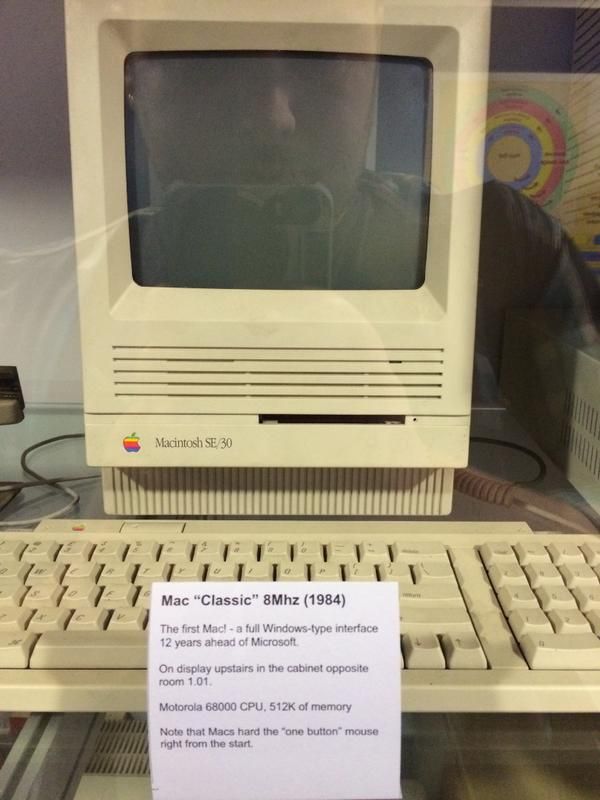 Macintosh SE/30
delete
return
Mac “Classic” 8Mhz (1984)
The first Mac! - a full Windows-type interface
12 years ahead of Microsoft.
On display upstairs in the cabinet opposite
room 1.01.
Motorola 68000 CPU, 512K of memory
Note that Macs hard the “one button” mouse
right from the start.